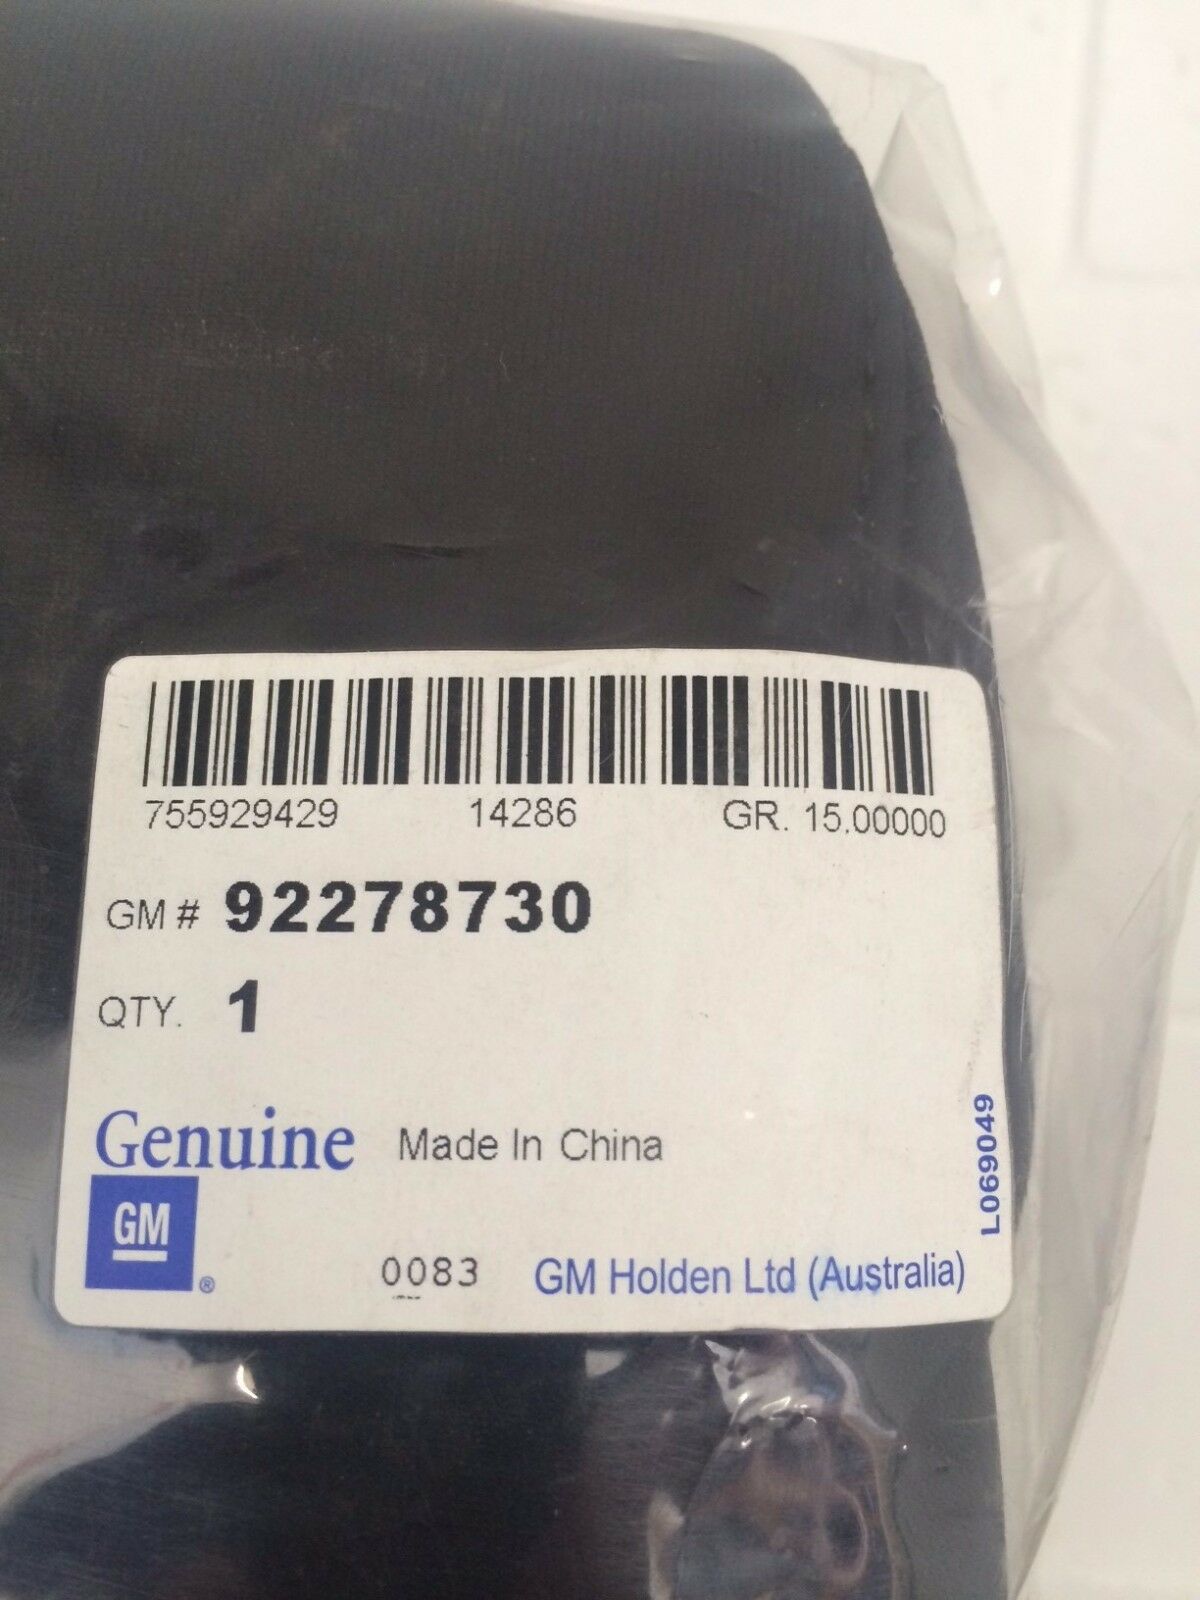 755929429 14286 GR. 15.00000
GM # 92278730
QTY. 1
Genuine Made In China
GM ®
0083 GM Holden Ltd (Australia)
L069049